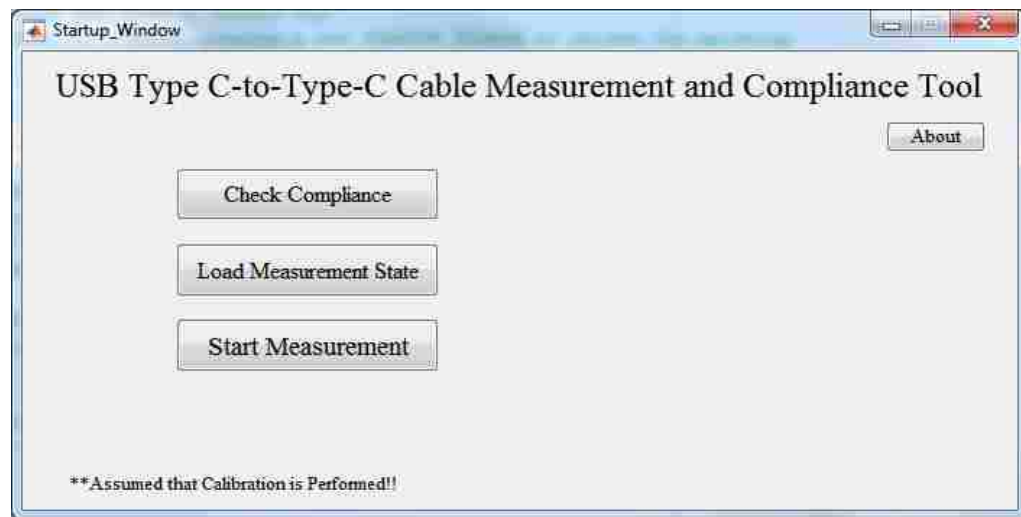 Startup_Window
USB Type C-to-Type-C Cable Measurement and Compliance Tool
About
Check Compliance
Load Measurement State
Start Measurement
**Assumed that Calibration is Performed!!